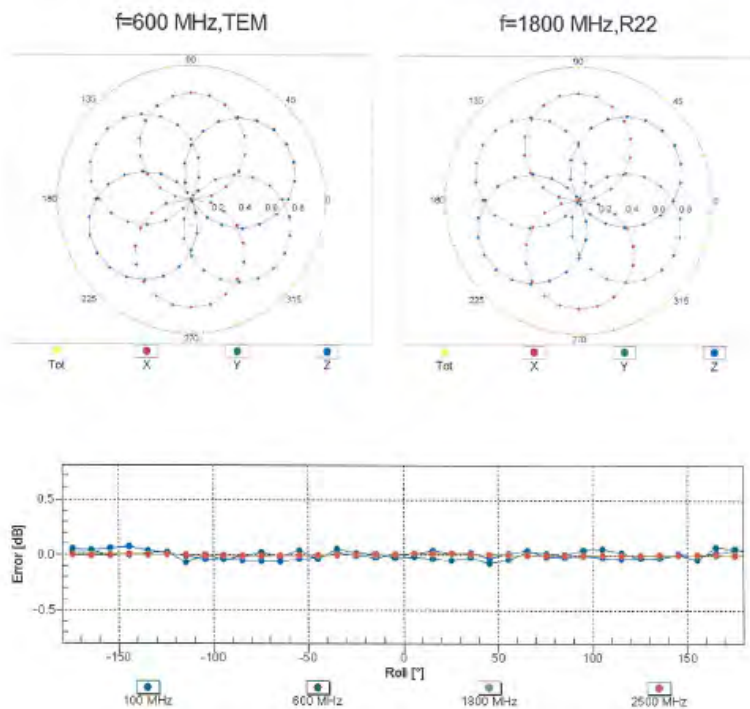 f=600 MHz,TEM
f=1800 MHz,R22
90
135
45
180
0.2
0.4
0.6
0.8
0
225
315
270
Tot
X
Y
Z
90
135
45
180
0.2
0.4
0.6
0.8
0
225
315
270
Tot
X
Y
Z
Error [dB]
0.5
0.0
-0.5
-150
-100
-50
0
50
100
150
Roll [°]
100 MHz
600 MHz
1800 MHz
2500 MHz